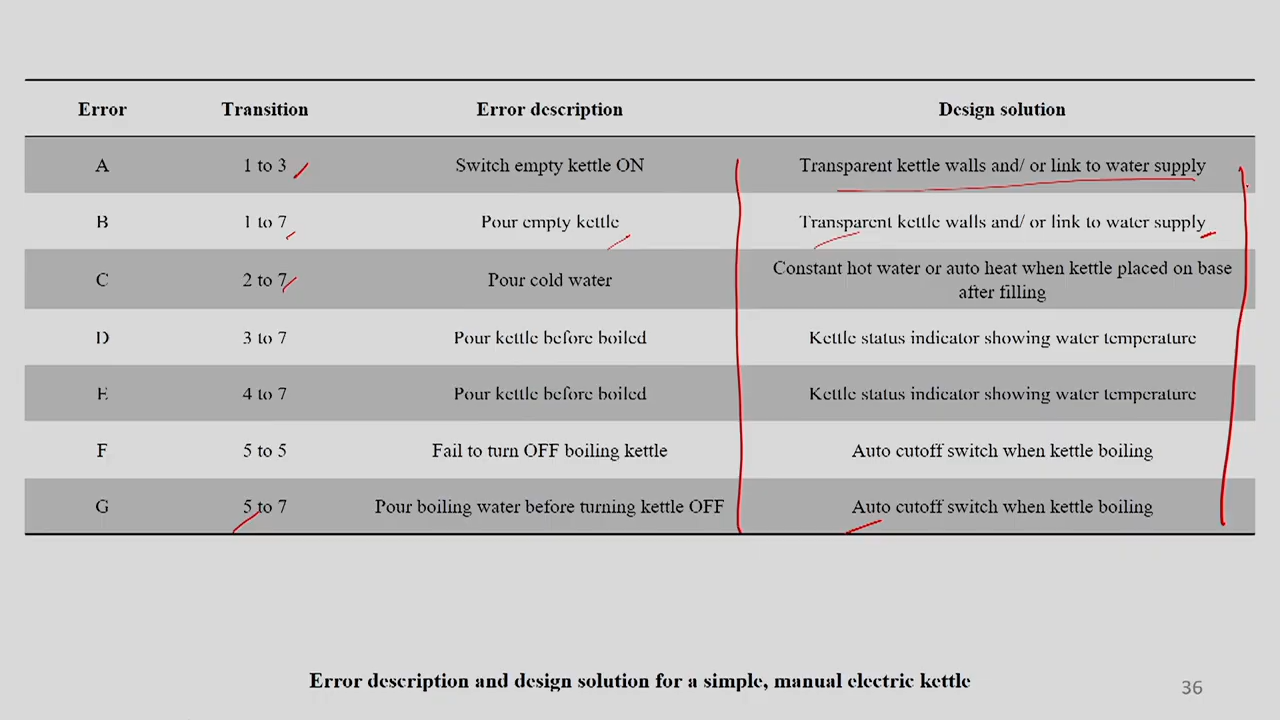 Error Transition Error description Design solution
A 1 to 3 Switch empty kettle ON Transparent kettle walls and/ or link to water supply
B 1 to 7 Pour empty kettle Transparent kettle walls and/ or link to water supply
C 2 to 7 Pour cold water Constant hot water or auto heat when kettle placed on base
after filling
D 3 to 7 Pour kettle before boiled Kettle status indicator showing water temperature
E 4 to 7 Pour kettle before boiled Kettle status indicator showing water temperature
F 5 to 5 Fail to turn OFF boiling kettle Auto cutoff switch when kettle boiling
G 5 to 7 Pour boiling water before turning kettle OFF Auto cutoff switch when kettle boiling
Error description and design solution for a simple, manual electric kettle
36